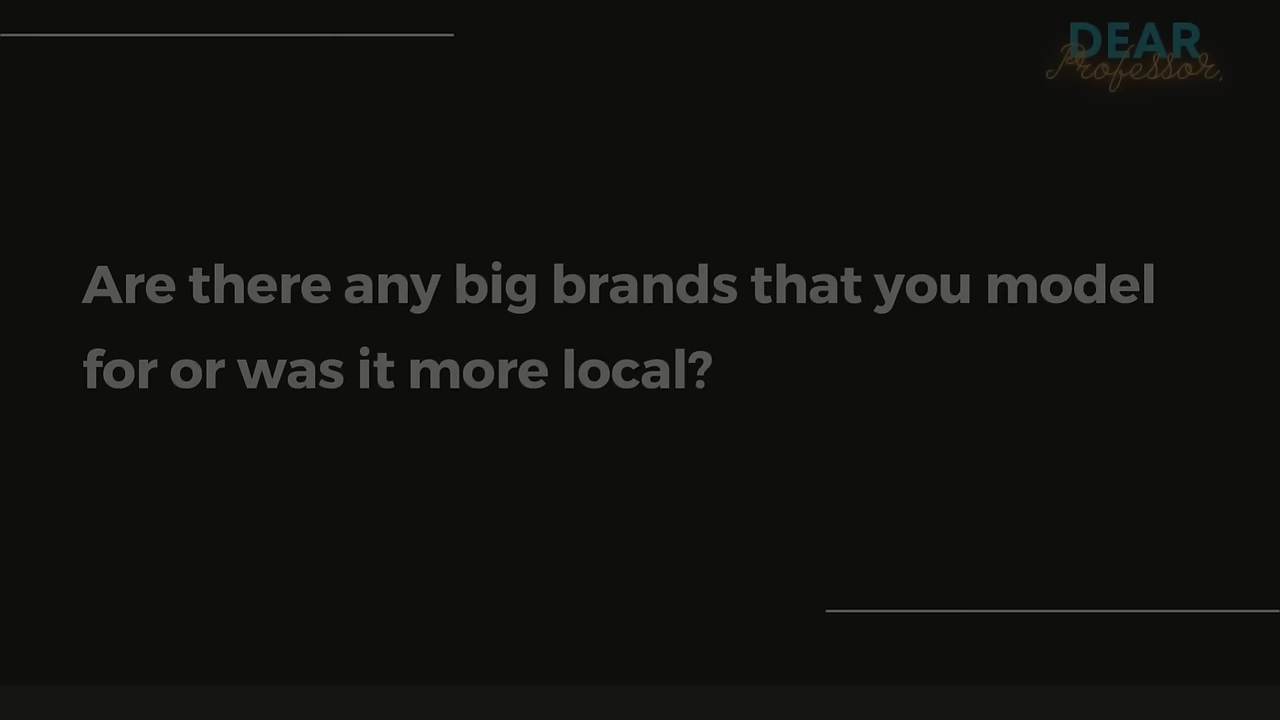 DEAR
Professor,
Are there any big brands that you model
for or was it more local?